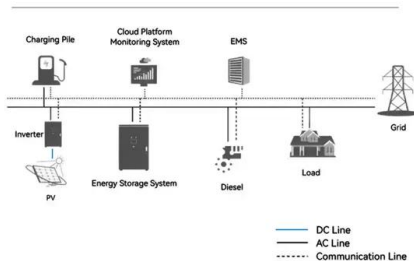 Charging Pile
Cloud Platform
Monitoring System
EMS
Grid
Inverter
PV
Energy Storage System
Diesel
Load
DC Line
AC Line
Communication Line